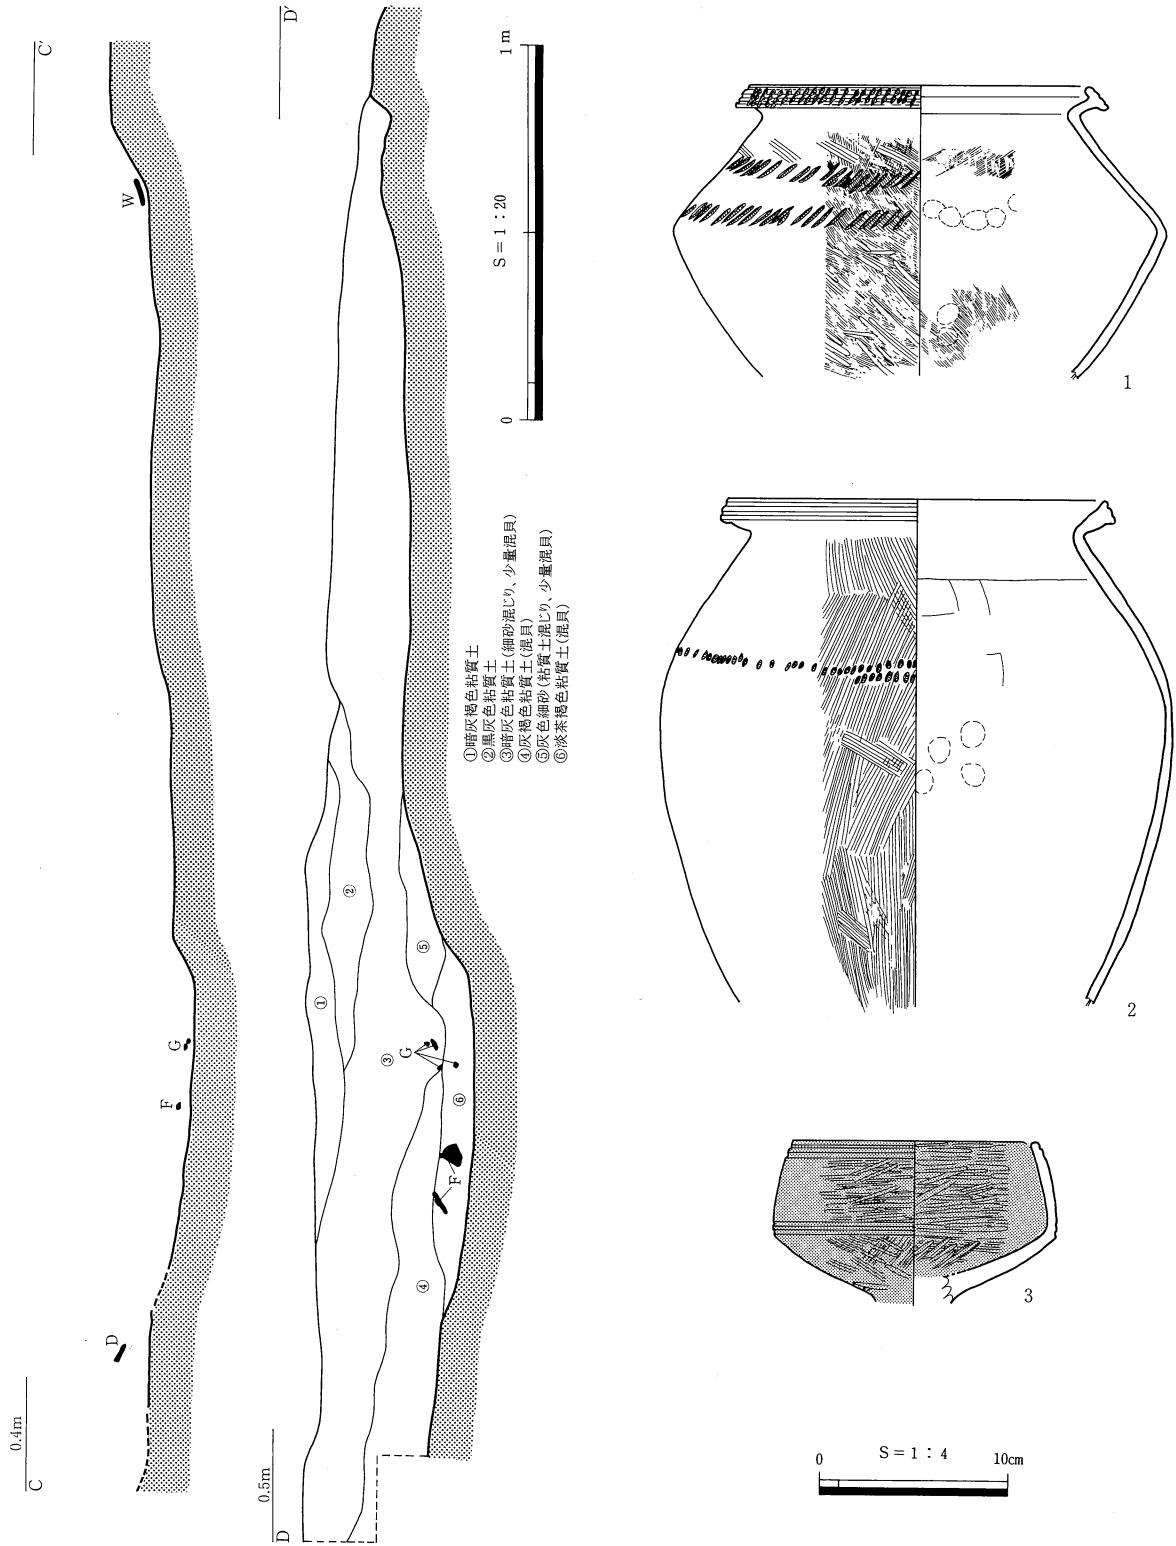 C'
W
G
F
D
0.4m
C
D'
①
②
③
④
⑤
⑥
G
F
0.5m
D
S=1:20
0
1m
①暗灰褐色粘質土
②黒灰色粘質土
③暗灰色粘質土(細砂混じり、少量混貝)
④灰褐色粘質土(混貝)
⑤灰色細砂(粘質土混じり、少量混貝)
⑥淡茶褐色粘質土(混貝)
1
2
3
S=1:4
0
10cm